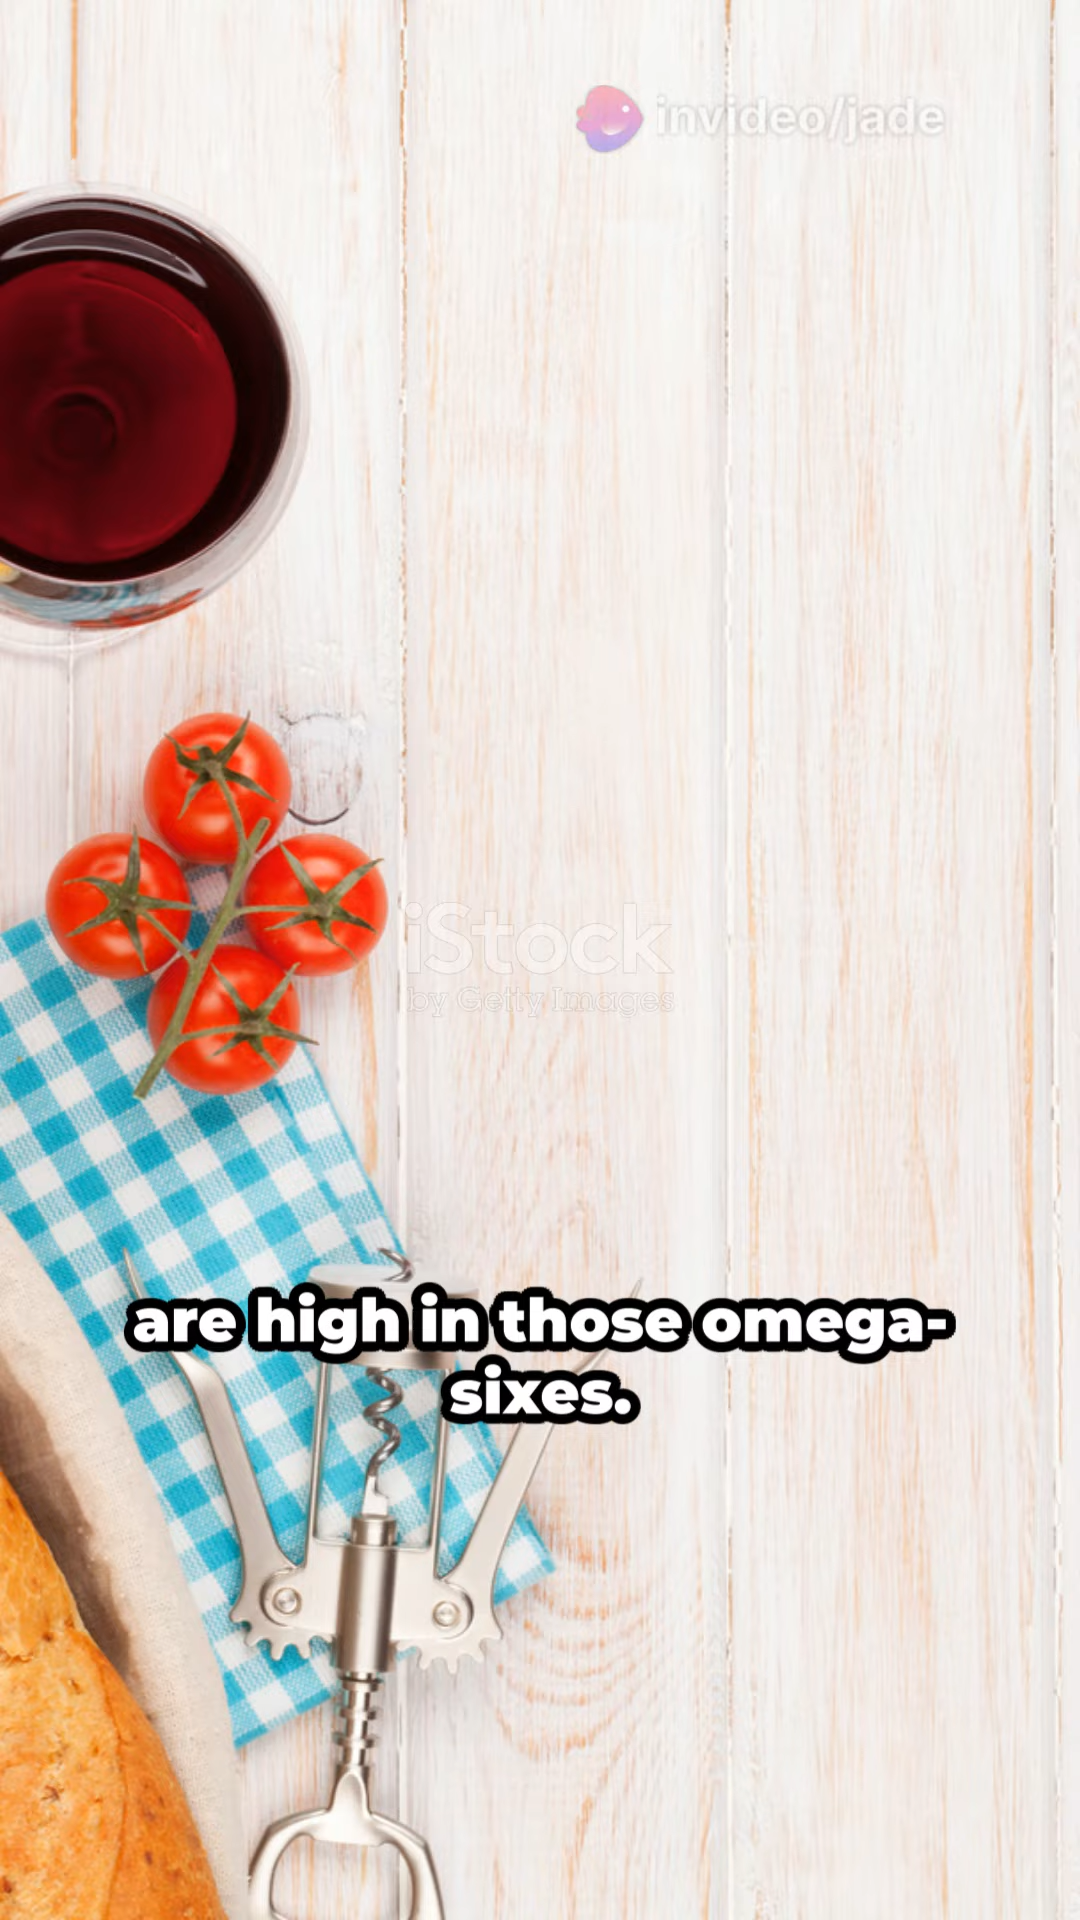 invideo/jade
iStock
by Getty Images
are high in those omega-
sixes.